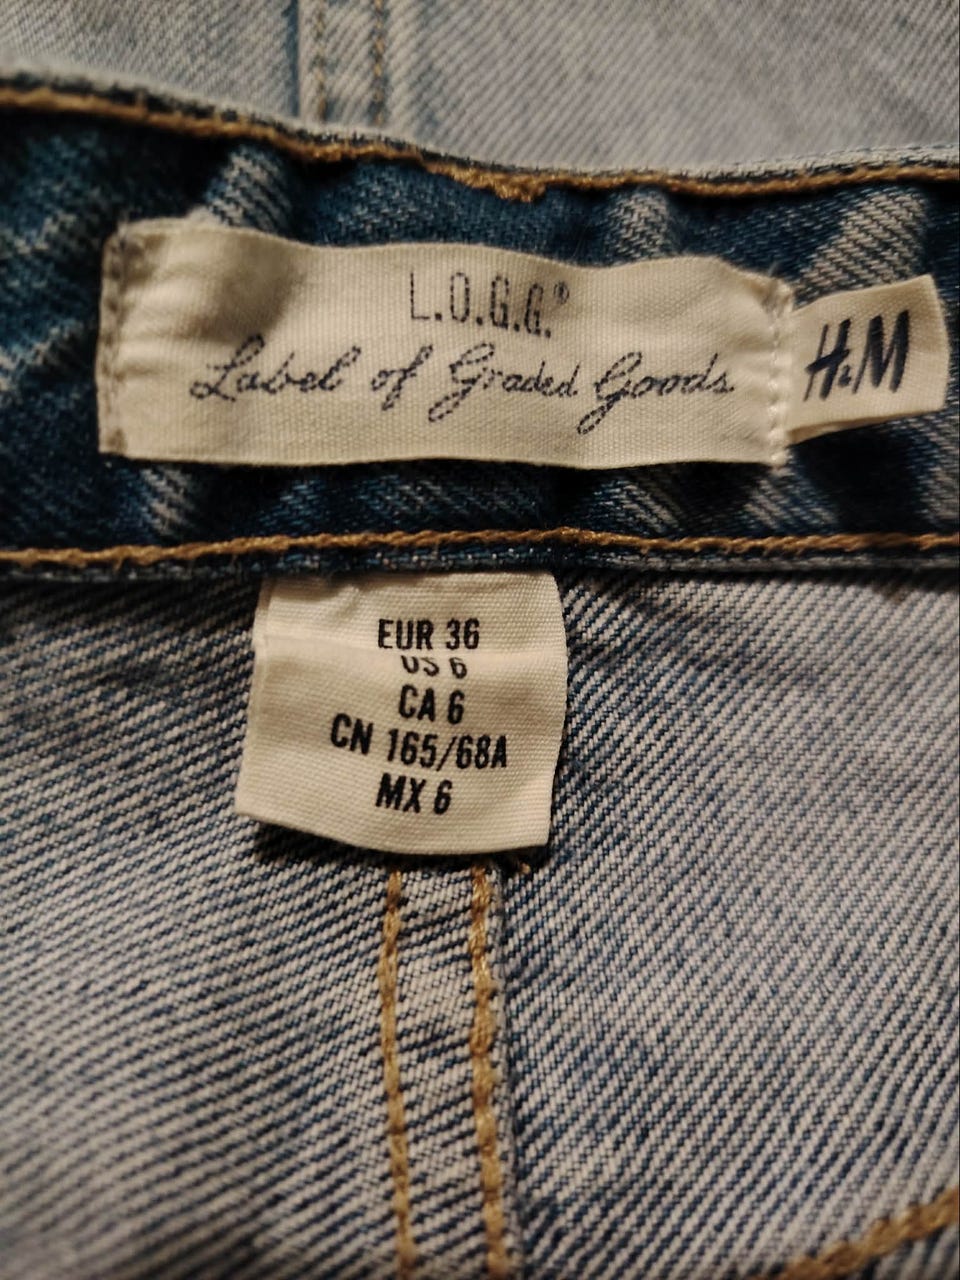 L.O.G.G.®
Label of Graded Goods
H&M
EUR 36
US 6
CA 6
CN 165/68A
MX 6